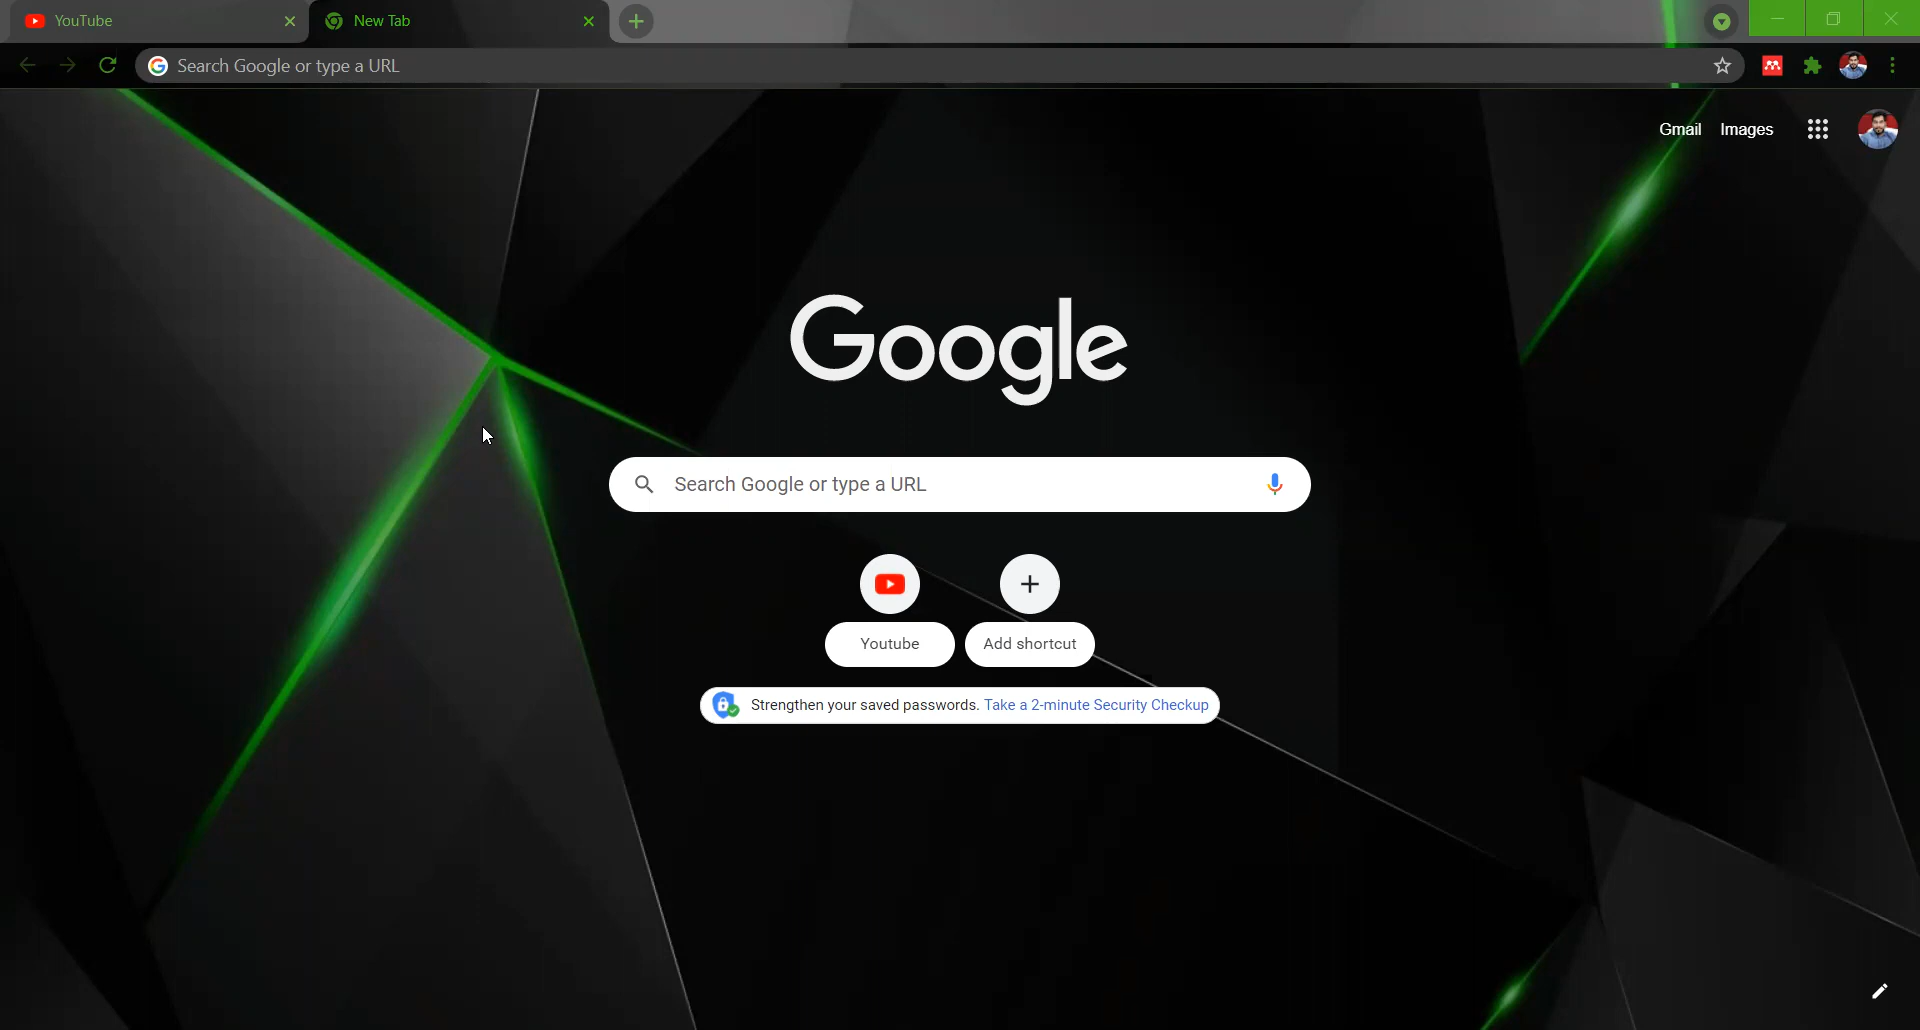 YouTube
New Tab
Search Google or type a URL
Gmail Images
Google
Search Google or type a URL
Youtube
Add shortcut
Strengthen your saved passwords. Take a 2-minute Security Checkup